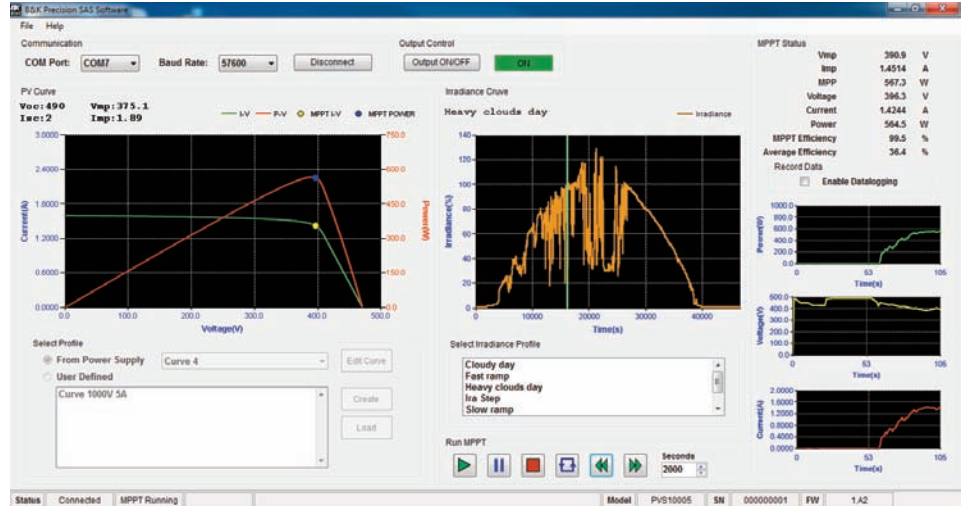 B&K Precision SAS Software
File Help
Communication
COM Port: COM7 Baud Rate: 57600 Disconnect
Output Control
Output ON/OFF ON
PV Curve
Voc:490 Vmp:375.1
Isc:2 Imp:1.89
I-V P-V MPPT I-V MPPT POWER
3.0000
2.4000
1.8000
1.2000
0.6000
0.0000
Current(A)
750.0
600.0
450.0
300.0
150.0
0.0
Power(W)
0.0 100.0 200.0 300.0 400.0 500.0
Voltage(V)
Select Profile
From Power Supply Curve 4 Edit Curve
User Defined
Curve 1000V 5A
Create
Load
Irradiance Cruve
Heavy clouds day Irradiance
140
120
100
80
60
40
20
0
Irradiance(%)
0 10000 20000 30000 40000
Time(s)
Select Irradiance Profile
Cloudy day
Fast ramp
Heavy clouds day
Ira Step
Slow ramp
Run MPPT
Seconds
2000
MPPT Status
Vmp 390.9 V
Imp 1.4514 A
MPP 567.3 W
Voltage 396.3 V
Current 1.4244 A
Power 564.5 W
MPPT Efficiency 99.5 %
Average Efficiency 36.4 %
Record Data
Enable Datalogging
1000.0
800.0
600.0
400.0
200.0
0.0
Power(W)
0 53 105
Time(s)
500.0
400.0
300.0
200.0
100.0
0.0
Voltage(V)
0 53 105
Time(s)
2.0000
1.6000
1.2000
0.8000
0.4000
0.0000
Current(A)
0 53 105
Time(s)
Status Connected MPPT Running Model PVS10005 SN 000000001 FW 1.A2